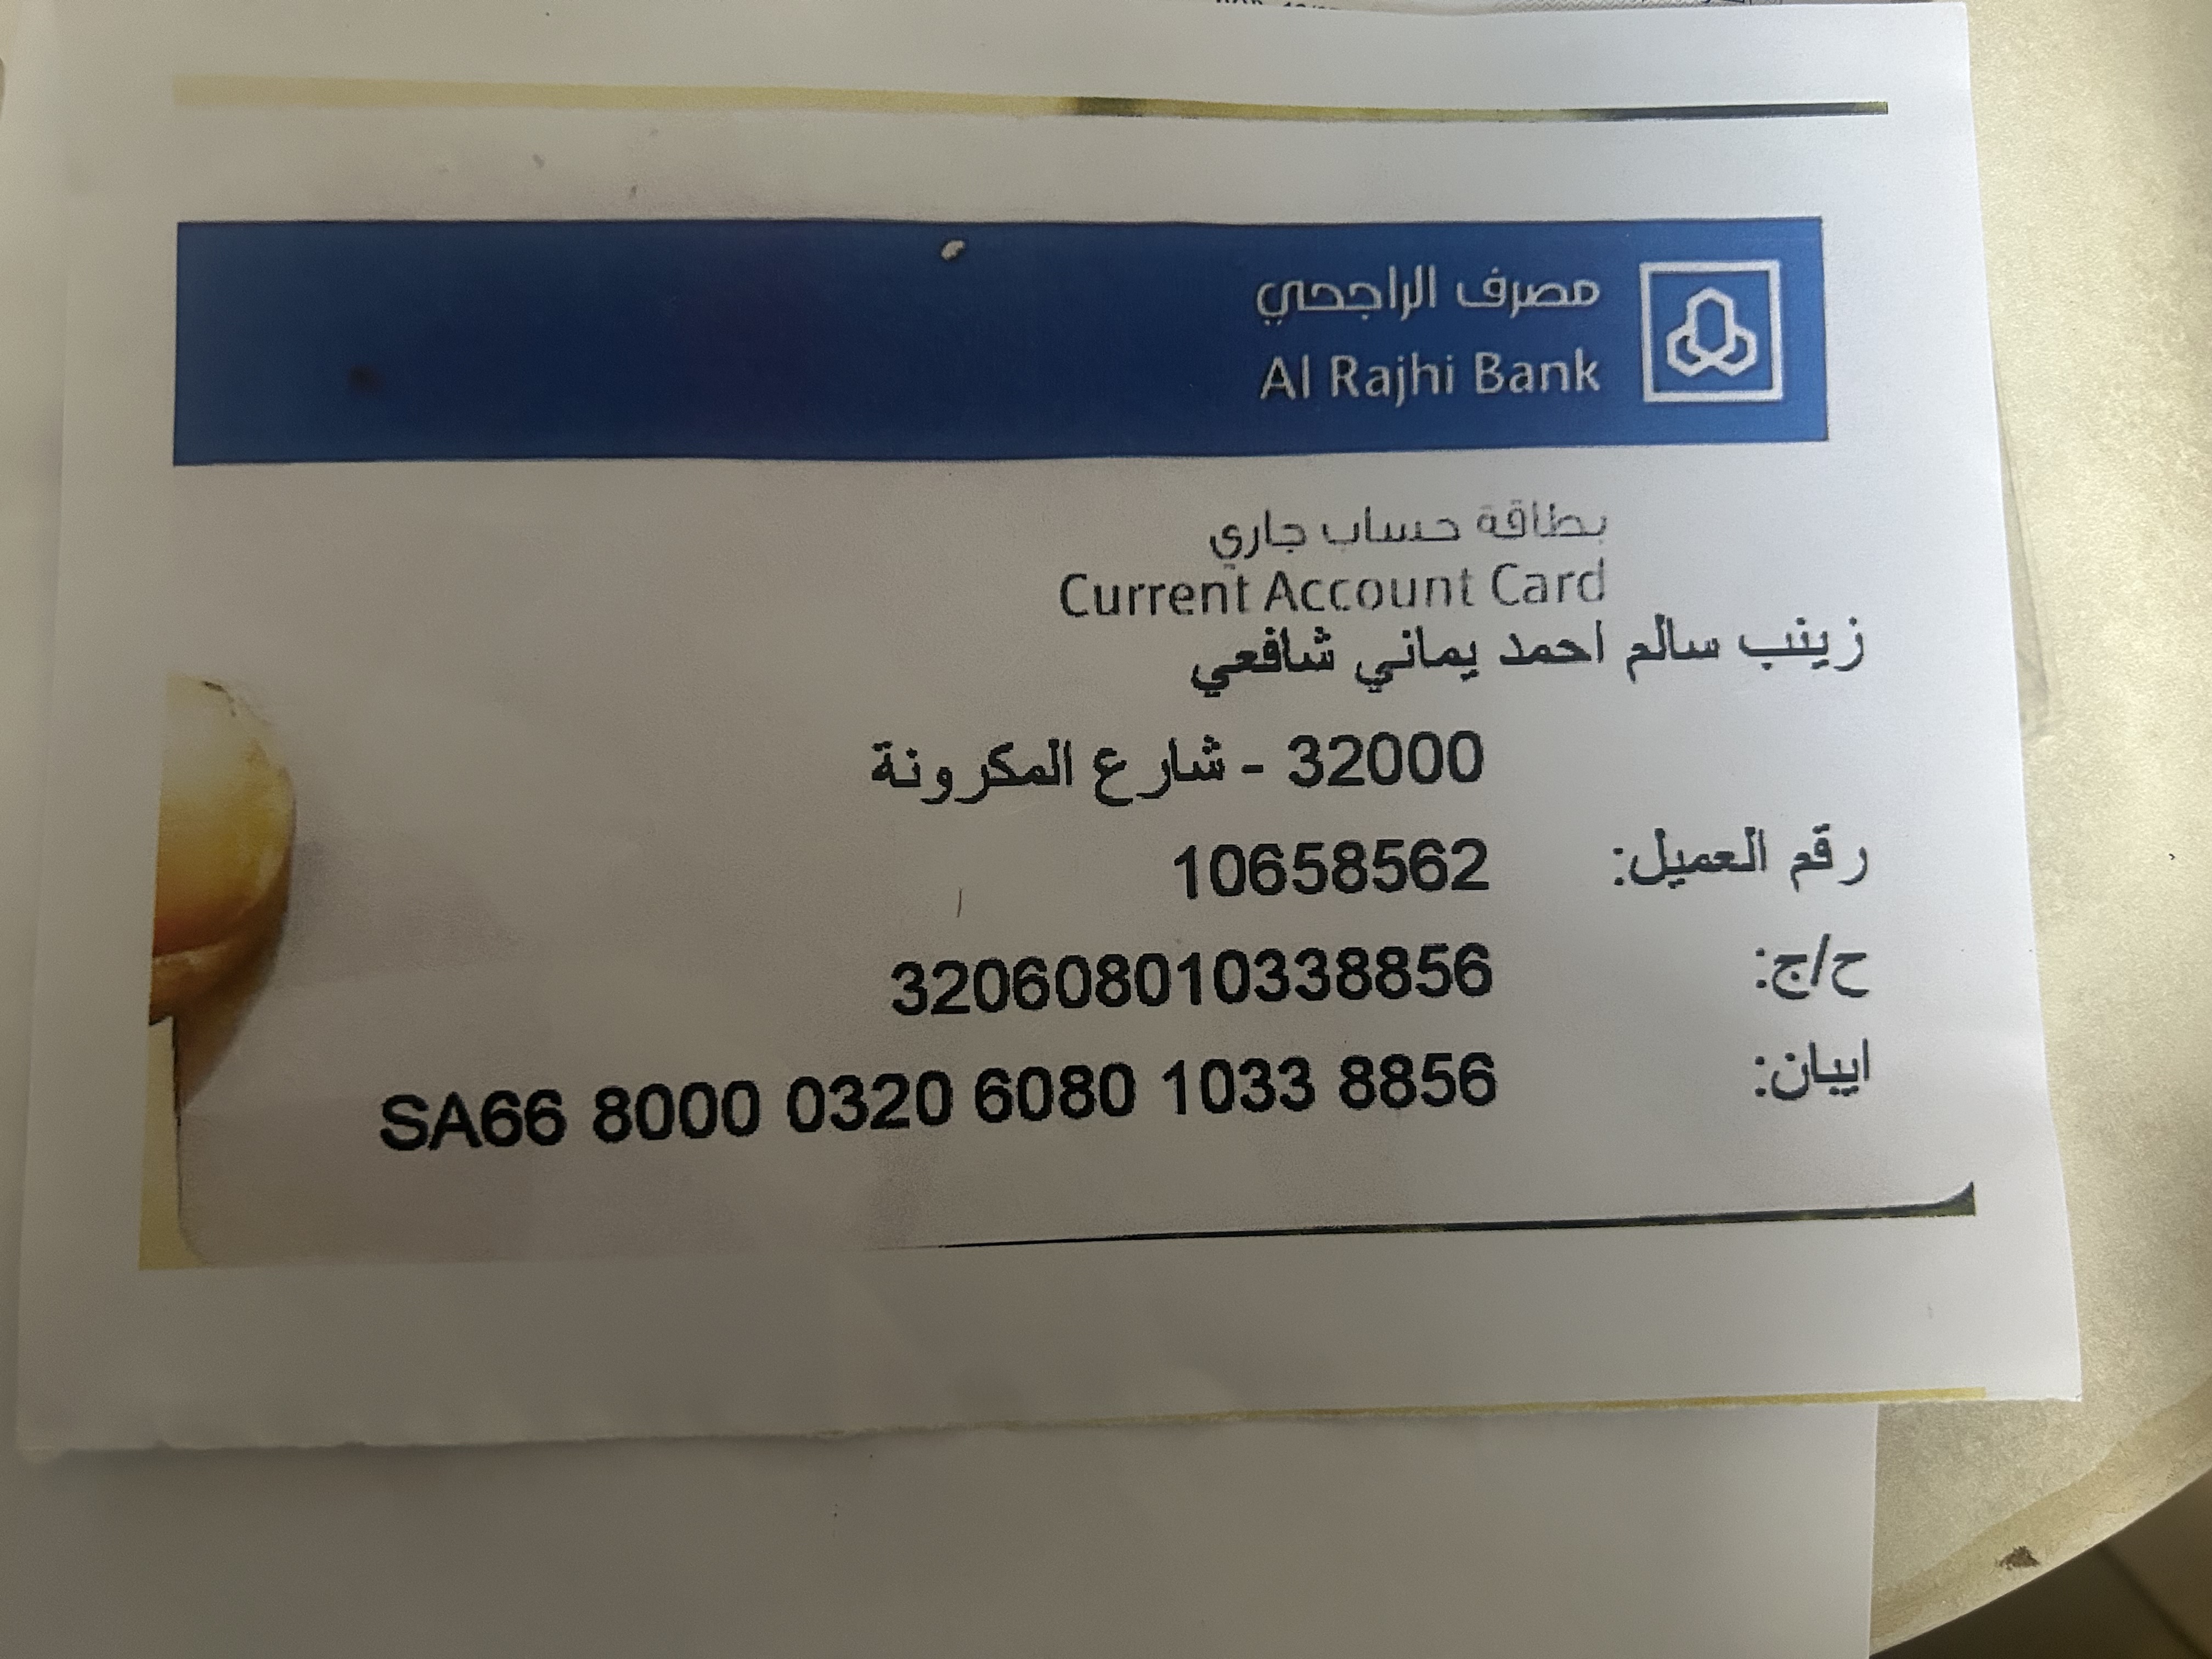 مصرف الراجحي
Al Rajhi Bank
بطاقة حساب جاري
Current Account Card
زينب سالم احمد يماني شافعي
32000 - شارع المكرونة
رقم العميل: 10658562
ح/ج: 320608010338856
ايبان: SA66 8000 0320 6080 1033 8856